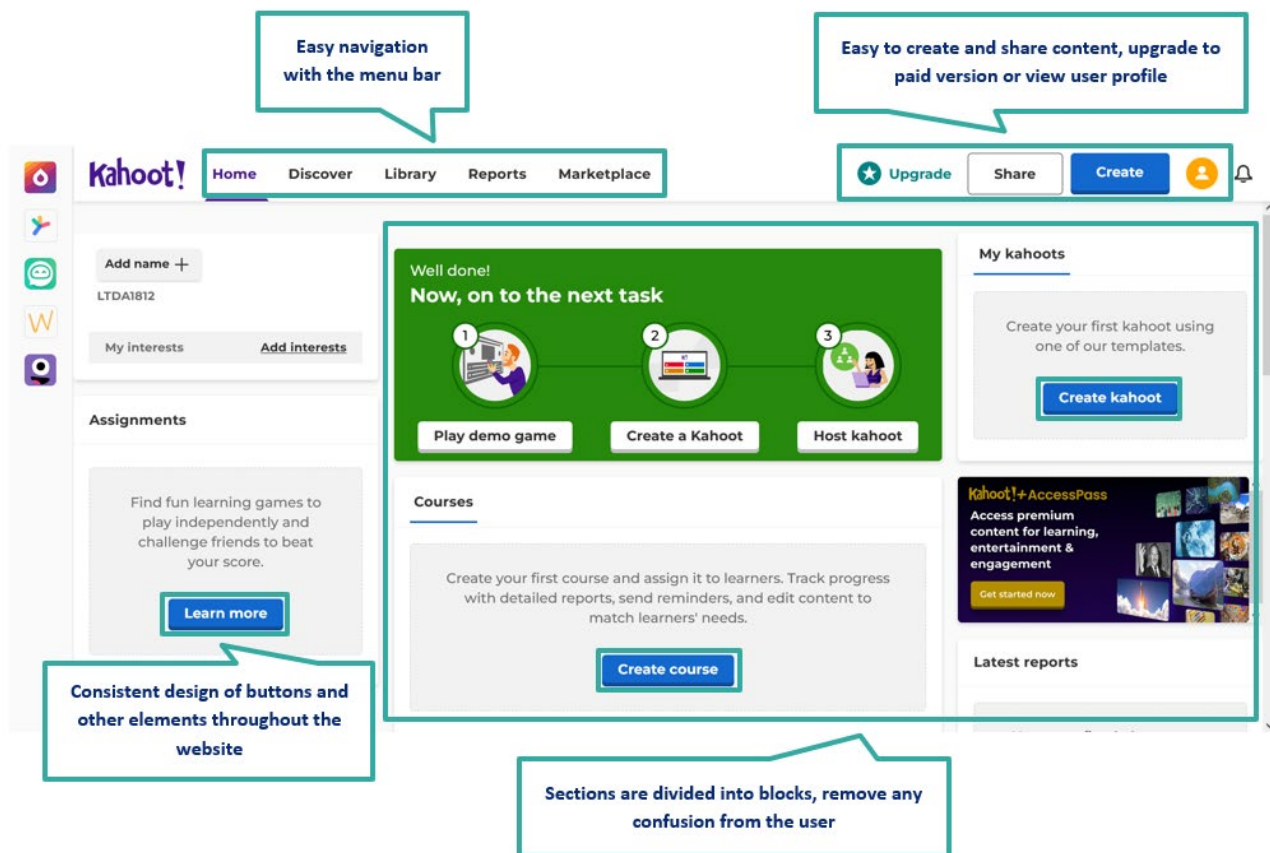 Easy navigation
with the menu bar
Easy to create and share content, upgrade to
paid version or view user profile
Kahoot!
Home
Discover
Library
Reports
Marketplace
Upgrade
Share
Create
Add name +
LTDA1812
My interests
Add interests
Well done!
Now, on to the next task
1
2
3
Play demo game
Create a Kahoot
Host kahoot
My kahoots
Create your first kahoot using
one of our templates.
Create kahoot
Assignments
Find fun learning games to
play independently and
challenge friends to beat
your score.
Learn more
Courses
Create your first course and assign it to learners. Track progress
with detailed reports, send reminders, and edit content to
match learners' needs.
Create course
Kahoot!+AccessPass
Access premium
content for learning,
entertainment &
engagement
Get started now
Latest reports
Consistent design of buttons and
other elements throughout the
website
Sections are divided into blocks, remove any
confusion from the user